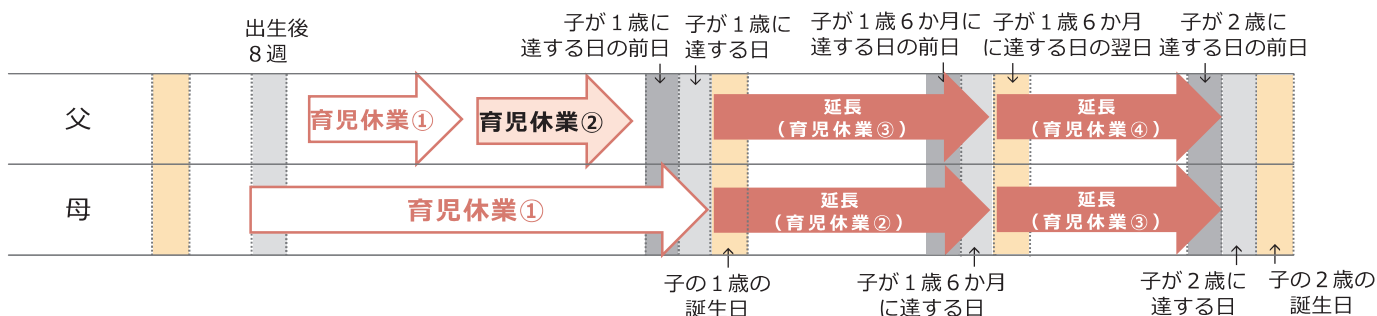 出生後
８週
子が１歳に
達する日の前日
子が１歳に
達する日
子が１歳６か月に
達する日の前日
子が１歳６か月
に達する日の翌日
子が２歳に
達する日の前日
父
育児休業①
育児休業②
延長
（育児休業③）
延長
（育児休業④）
母
育児休業①
延長
（育児休業②）
延長
（育児休業③）
子の１歳の
誕生日
子が１歳６か月
に達する日
子が２歳に
達する日
子の２歳の
誕生日